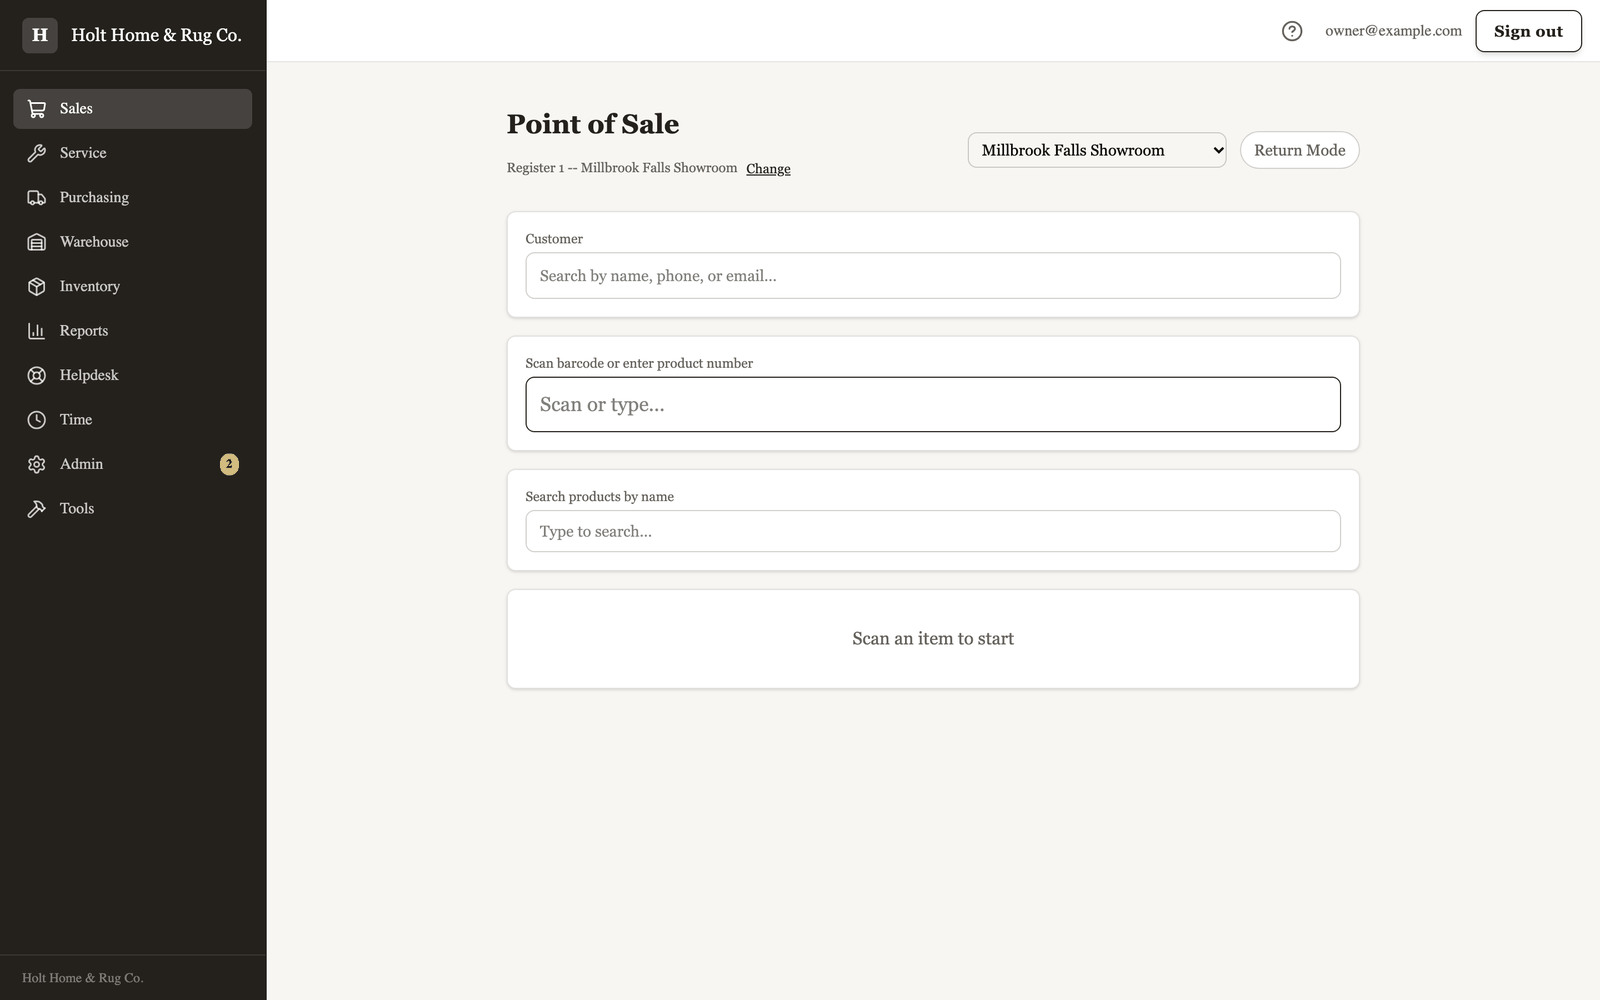 H
Holt Home & Rug Co.
Sales
Service
Purchasing
Warehouse
Inventory
Reports
Helpdesk
Time
Admin
2
Tools
Holt Home & Rug Co.
owner@example.com
Sign out
Point of Sale
Register 1 -- Millbrook Falls Showroom Change
Millbrook Falls Showroom
Return Mode
Customer
Search by name, phone, or email...
Scan barcode or enter product number
Scan or type...
Search products by name
Type to search...
Scan an item to start